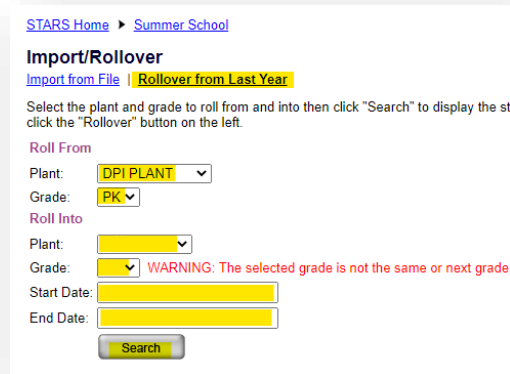 STARS Home ▶ Summer School
Import/Rollover
Import from File | Rollover from Last Year
Select the plant and grade to roll from and into then click "Search" to display the
click the "Rollover" button on the left.
Roll From
Plant: DPI PLANT
Grade: PK
Roll Into
Plant:
Grade: WARNING: The selected grade is not the same or next grade
Start Date:
End Date:
Search